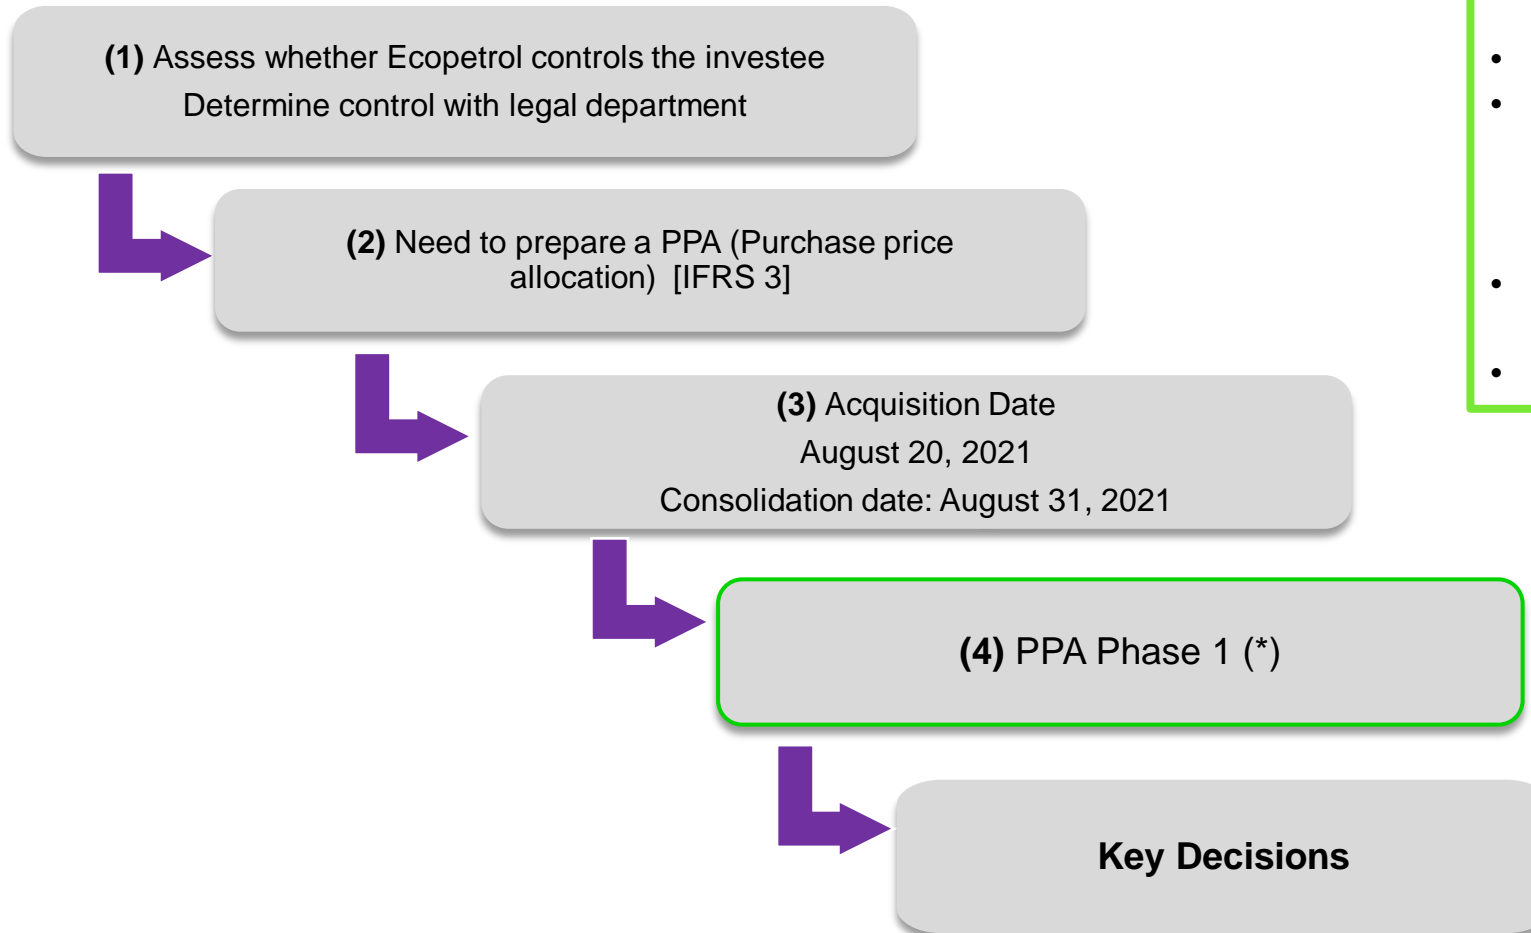 (1) Assess whether Ecopetrol controls the investee
Determine control with legal department
(2) Need to prepare a PPA (Purchase price
allocation) [IFRS 3]
(3) Acquisition Date
August 20, 2021
Consolidation date: August 31, 2021
(4) PPA Phase 1 (*)
Key Decisions